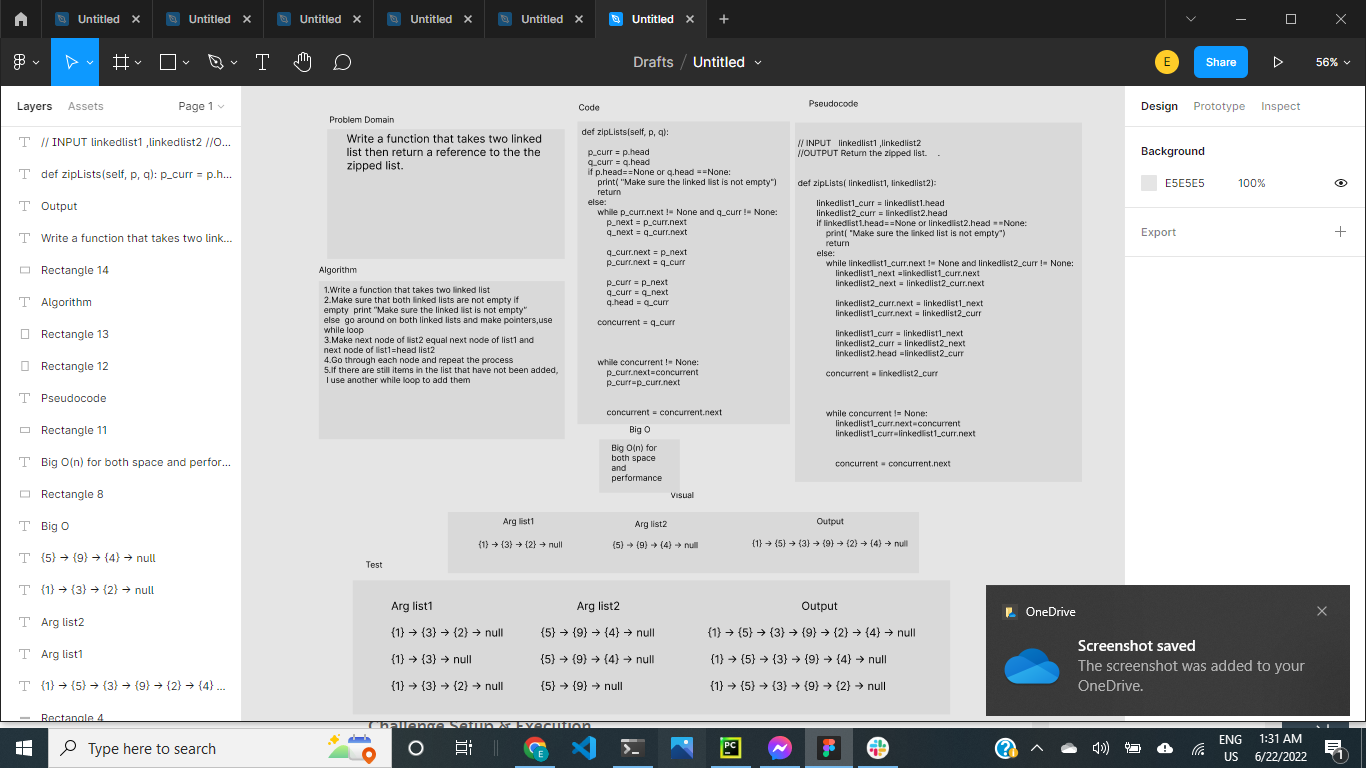 Untitled
Untitled
Untitled
Untitled
Untitled
Untitled
Drafts / Untitled
E
Share
56%
Layers
Assets
Page 1
// INPUT linkedlist1 ,linkedlist2 //O...
def zipLists(self, p, q): p_curr = p.h...
Output
Write a function that takes two link...
Rectangle 14
Algorithm
Rectangle 13
Rectangle 12
Pseudocode
Rectangle 11
Big O(n) for both space and perfor...
Rectangle 8
Big O
{5} → {9} → {4} → null
{1} → {3} → {2} → null
Arg list2
Arg list1
{1} → {5} → {3} → {9} → {2} → {4} ...
Rectangle 4
Problem Domain
Write a function that takes two linked
list then return a reference to the the
zipped list.
Algorithm
1.Write a function that takes two linked list
2.Make sure that both linked lists are not empty if
empty print "Make sure the linked list is not empty"
else go around on both linked lists and make pointers,use
while loop
3.Make next node of list2 equal next node of list1 and
next node of list1=head list2
4.Go through each node and repeat the process
5.If there are still items in the list that have not been added,
I use another while loop to add them
Code
def zipLists(self, p, q):
p_curr = p.head
q_curr = q.head
if p.head==None or q.head ==None:
print( "Make sure the linked list is not empty")
return
else:
while p_curr.next != None and q_curr != None:
p_next = p_curr.next
q_next = q_curr.next
q_curr.next = p_next
p_curr.next = q_curr
p_curr = p_next
q_curr = q_next
q.head = q_curr
concurrent = q_curr
while concurrent != None:
p_curr.next=concurrent
p_curr=p_curr.next
concurrent = concurrent.next
Pseudocode
// INPUT linkedlist1 ,linkedlist2
//OUTPUT Return the zipped list. .
def zipLists( linkedlist1, linkedlist2):
linkedlist1_curr = linkedlist1.head
linkedlist2_curr = linkedlist2.head
if linkedlist1.head==None or linkedlist2.head ==None:
print( "Make sure the linked list is not empty")
return
else:
while linkedlist1_curr.next != None and linkedlist2_curr != None:
linkedlist1_next =linkedlist1_curr.next
linkedlist2_next = linkedlist2_curr.next
linkedlist2_curr.next = linkedlist1_next
linkedlist1_curr.next = linkedlist2_curr
linkedlist1_curr = linkedlist1_next
linkedlist2_curr = linkedlist2_next
linkedlist2.head =linkedlist2_curr
concurrent = linkedlist2_curr
while concurrent != None:
linkedlist1_curr.next=concurrent
linkedlist1_curr=linkedlist1_curr.next
concurrent = concurrent.next
Big O
Big O(n) for
both space
and
performance
Visual
Arg list1
Arg list2
Output
{1} → {3} → {2} → null
{5} → {9} → {4} → null
{1} → {5} → {3} → {9} → {2} → {4} → null
Test
Arg list1
Arg list2
Output
{1} → {3} → {2} → null
{5} → {9} → {4} → null
{1} → {5} → {3} → {9} → {2} → {4} → null
{1} → {3} → null
{5} → {9} → {4} → null
{1} → {5} → {3} → {9} → {4} → null
{1} → {3} → {2} → null
{5} → {9} → null
{1} → {5} → {3} → {9} → {2} → null
Design
Prototype
Inspect
Background
E5E5E5
100%
Export
OneDrive
Screenshot saved
The screenshot was added to your
OneDrive.
Challenge Setup & Execution
Type here to search
PC
ENG
US
1:31 AM
6/22/2022
1